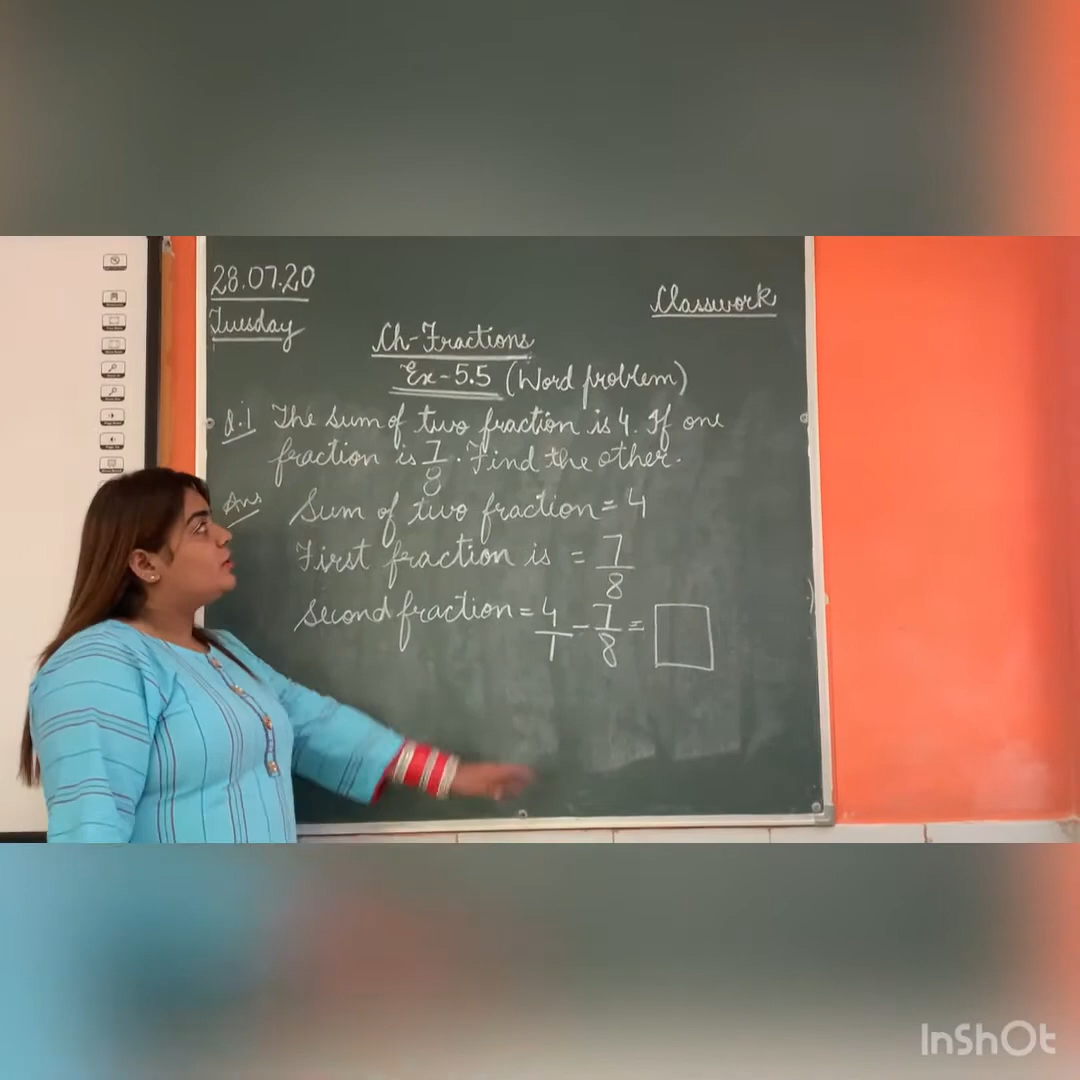 28.07.20
Classwork
Tuesday
Ch-Fractions
Ex-5.5 (Word problem)
Q.1 The sum of two fraction is 4. If one
fraction is 7/8. Find the other.
Ans Sum of two fraction = 4
First fraction is = 7/8
Second fraction = 4/1 - 7/8 =
InShOt